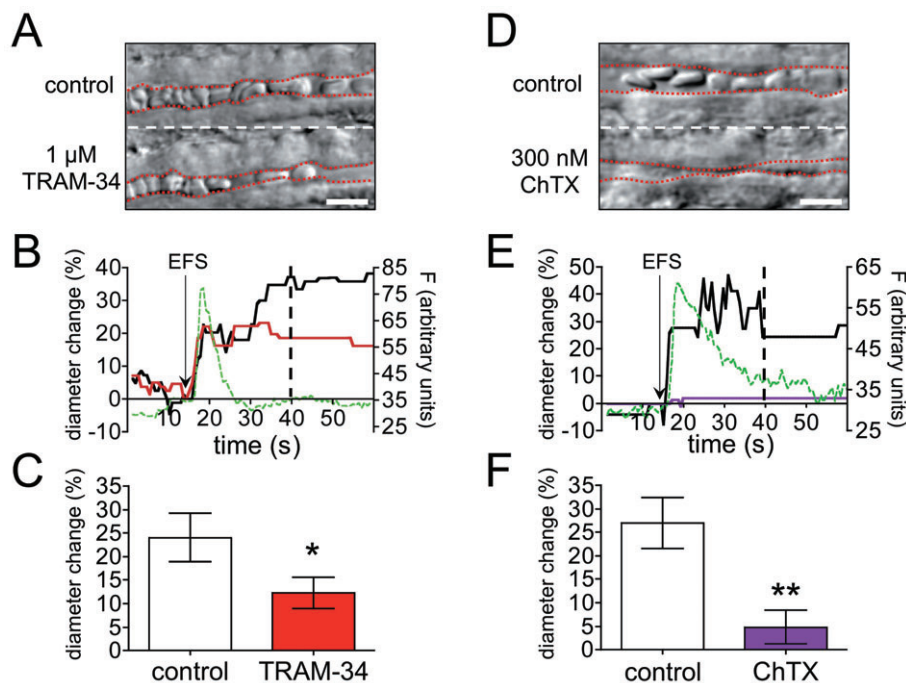 A
control
1 µM
TRAM-34
D
control
300 nM
ChTX
B
EFS
diameter change (%)
40
30
20
10
0
-10
10 20 30 40 50
time (s)
85
75
65
55
45
35
25
F (arbitrary units)
E
EFS
diameter change (%)
50
40
30
20
10
0
-10
10 20 30 40 50
time (s)
65
55
45
35
25
F (arbitrary units)
C
diameter change (%)
35
30
25
20
15
10
5
0
*
control TRAM-34
F
diameter change (%)
35
30
25
20
15
10
5
0
**
control ChTX